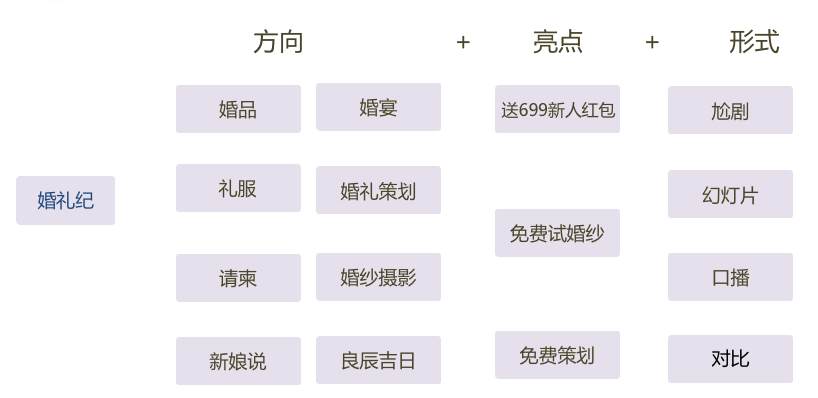 方向 + 亮点 + 形式
婚品 婚宴 送699新人红包 尬剧
礼服 婚礼策划 幻灯片
婚礼纪
免费试婚纱
请柬 婚纱摄影 口播
新娘说 良辰吉日 免费策划 对比